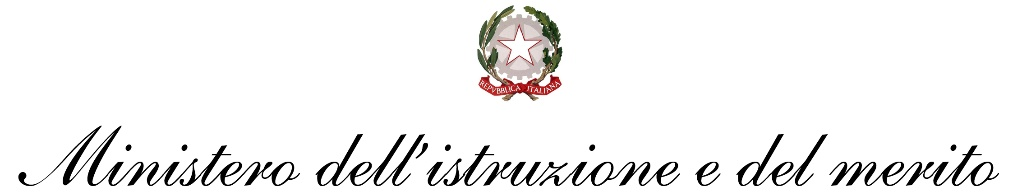 REPVBBLICA ITALIANA
Ministero dell'istruzione e del merito